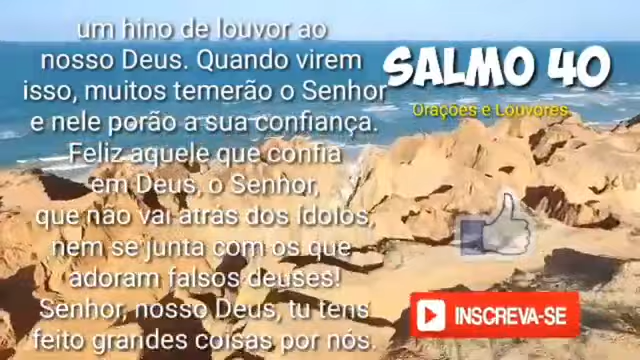 um hino de louvor ao
nosso Deus. Quando virem
isso, muitos temerão o Senhor
e nele porão a sua confiança.
Feliz aquele que confia
em Deus, o Senhor,
que não vai atrás dos ídolos,
nem se junta com os que
adoram falsos deuses!
Senhor, nosso Deus, tu tens
feito grandes coisas por nós.
SALMO 40
Orações e Louvores
INSCREVA-SE